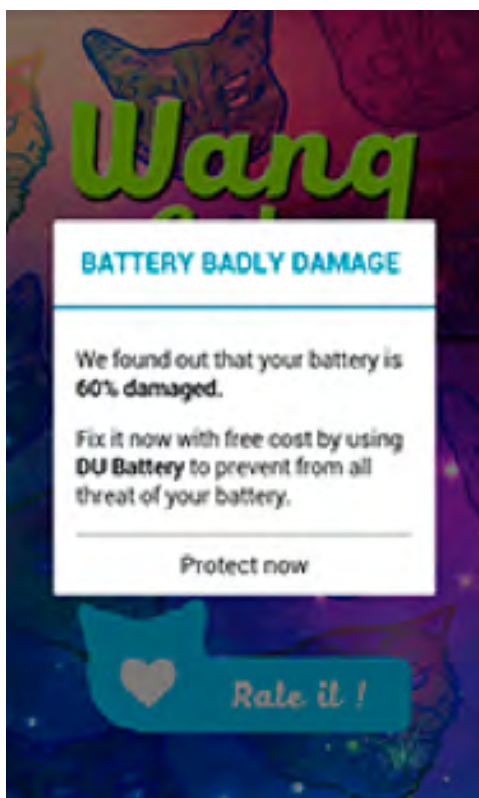 Wang
BATTERY BADLY DAMAGE
We found out that your battery is
60% damaged.
Fix it now with free cost by using
DU Battery to prevent from all
threat of your battery.
Protect now
Rate it !